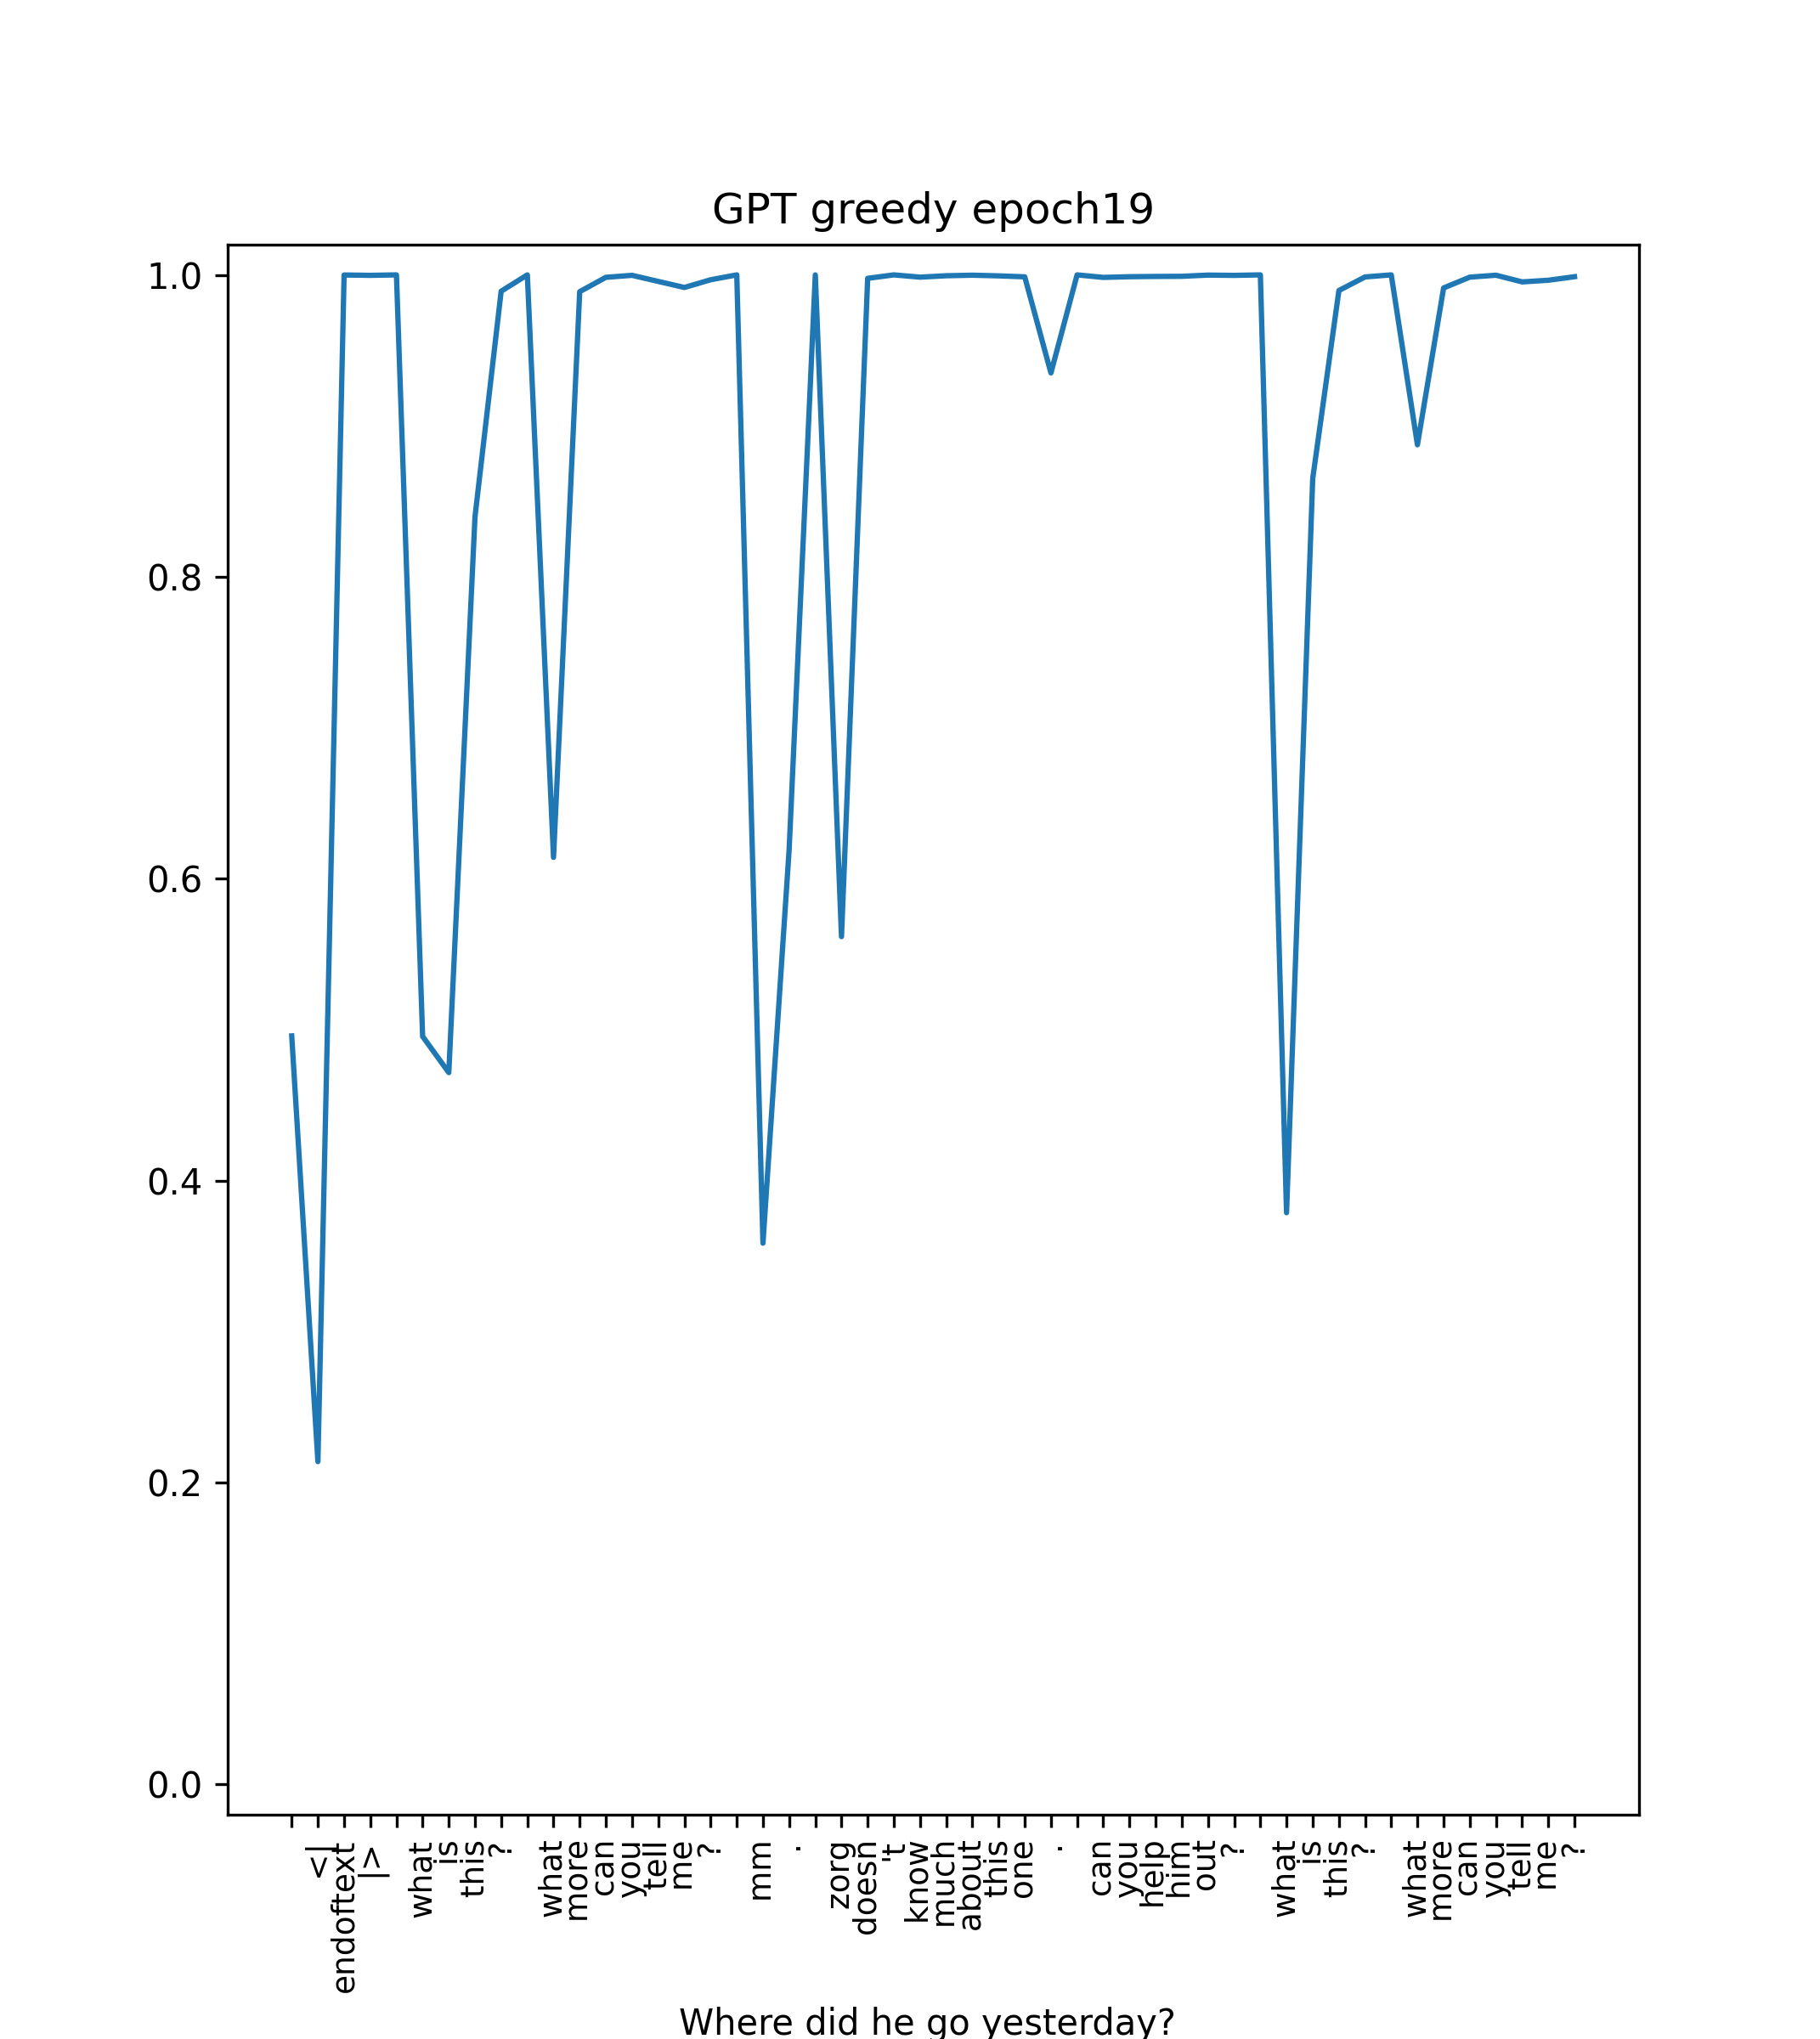 GPT greedy epoch19
1.0
0.8
0.6
0.4
0.2
0.0
<|
endoftext
|>
what
is
this
?
what
more
can
you
tell
me
?
mm
.
zorg
doesn
't
know
much
about
this
one
.
can
you
help
him
out
?
what
is
this
?
what
more
can
you
tell
me
?
Where did he go yesterday?